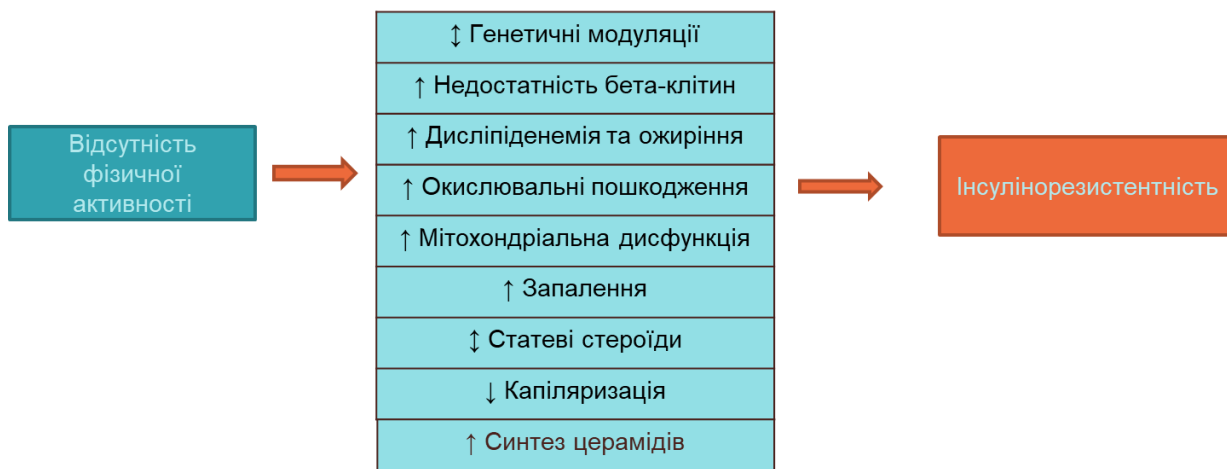 Відсутність
фізичної
активності
↕ Генетичні модуляції
↑ Недостатність бета-клітин
↑ Дисліпіденемія та ожиріння
↑ Окислювальні пошкодження
↑ Мітохондріальна дисфункція
↑ Запалення
↕ Статеві стероїди
↓ Капіляризація
↑ Синтез церамідів
Інсулінорезистентність